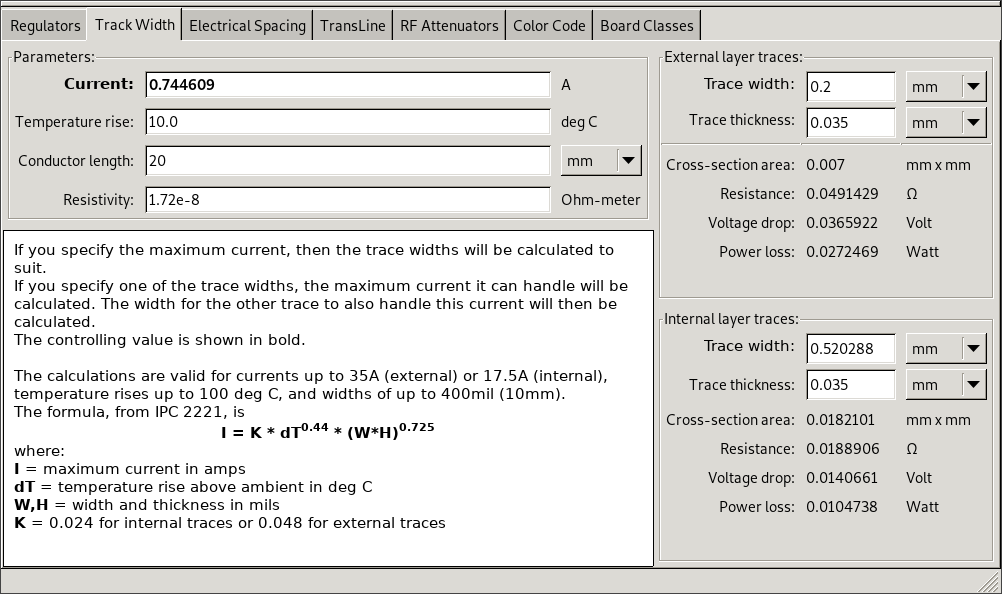 Regulators Track Width Electrical Spacing TransLine RF Attenuators Color Code Board Classes
Parameters:
Current: 0.744609 A
Temperature rise: 10.0 deg C
Conductor length: 20 mm
Resistivity: 1.72e-8 Ohm-meter
If you specify the maximum current, then the trace widths will be calculated to
suit.
If you specify one of the trace widths, the maximum current it can handle will be
calculated. The width for the other trace to also handle this current will then be
calculated.
The controlling value is shown in bold.
The calculations are valid for currents up to 35A (external) or 17.5A (internal),
temperature rises up to 100 deg C, and widths of up to 400mil (10mm).
The formula, from IPC 2221, is
I = K * dT^0.44 * (W*H)^0.725
where:
I = maximum current in amps
dT = temperature rise above ambient in deg C
W,H = width and thickness in mils
K = 0.024 for internal traces or 0.048 for external traces
External layer traces:
Trace width: 0.2 mm
Trace thickness: 0.035 mm
Cross-section area: 0.007 mm x mm
Resistance: 0.0491429 Ω
Voltage drop: 0.0365922 Volt
Power loss: 0.0272469 Watt
Internal layer traces:
Trace width: 0.520288 mm
Trace thickness: 0.035 mm
Cross-section area: 0.0182101 mm x mm
Resistance: 0.0188906 Ω
Voltage drop: 0.0140661 Volt
Power loss: 0.0104738 Watt